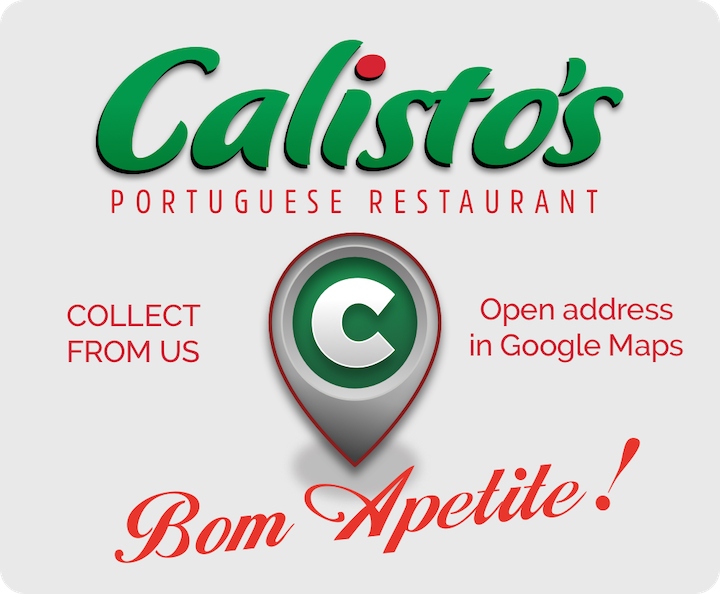 Calisto's
PORTUGUESE RESTAURANT
COLLECT
FROM US
C
Open address
in Google Maps
Bom Apetite!